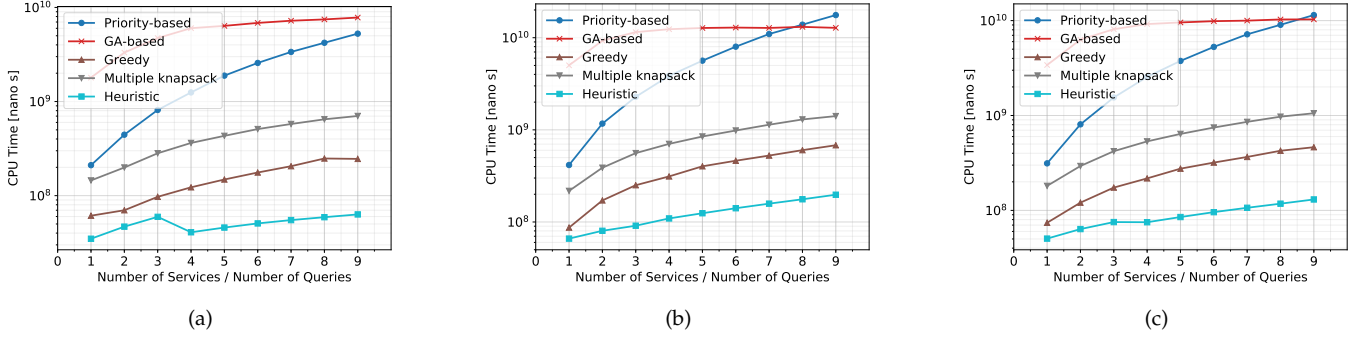 CPU Time [nano s]
10^10
10^9
10^8
Priority-based
GA-based
Greedy
Multiple knapsack
Heuristic
0 1 2 3 4 5 6 7 8 9
Number of Services / Number of Queries
(a)
CPU Time [nano s]
10^10
10^9
10^8
Priority-based
GA-based
Greedy
Multiple knapsack
Heuristic
0 1 2 3 4 5 6 7 8 9
Number of Services / Number of Queries
(b)
CPU Time [nano s]
10^10
10^9
10^8
Priority-based
GA-based
Greedy
Multiple knapsack
Heuristic
0 1 2 3 4 5 6 7 8 9
Number of Services / Number of Queries
(c)